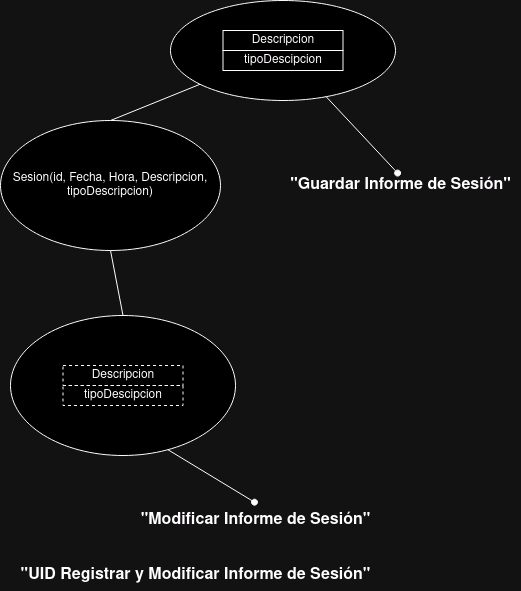 Descripcion
tipoDescipcion
"Guardar Informe de Sesión"
Sesion(id, Fecha, Hora, Descripcion,
tipoDescripcion)
Descripcion
tipoDescipcion
"Modificar Informe de Sesión"
"UID Registrar y Modificar Informe de Sesión"